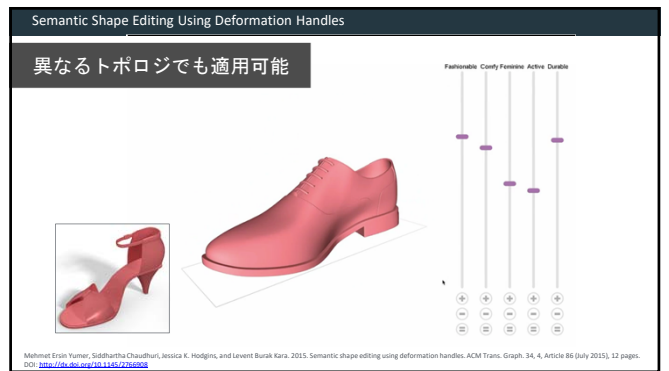 Semantic Shape Editing Using Deformation Handles
異なるトポロジでも適用可能
Fashionable Comfy Feminine Active Durable
Mehmet Ersin Yumer, Siddhartha Chaudhuri, Jessica K. Hodgins, and Levent Burak Kara. 2015. Semantic shape editing using deformation handles. ACM Trans. Graph. 34, 4, Article 86 (July 2015), 12 pages.
DOI: http://dx.doi.org/10.1145/2766908